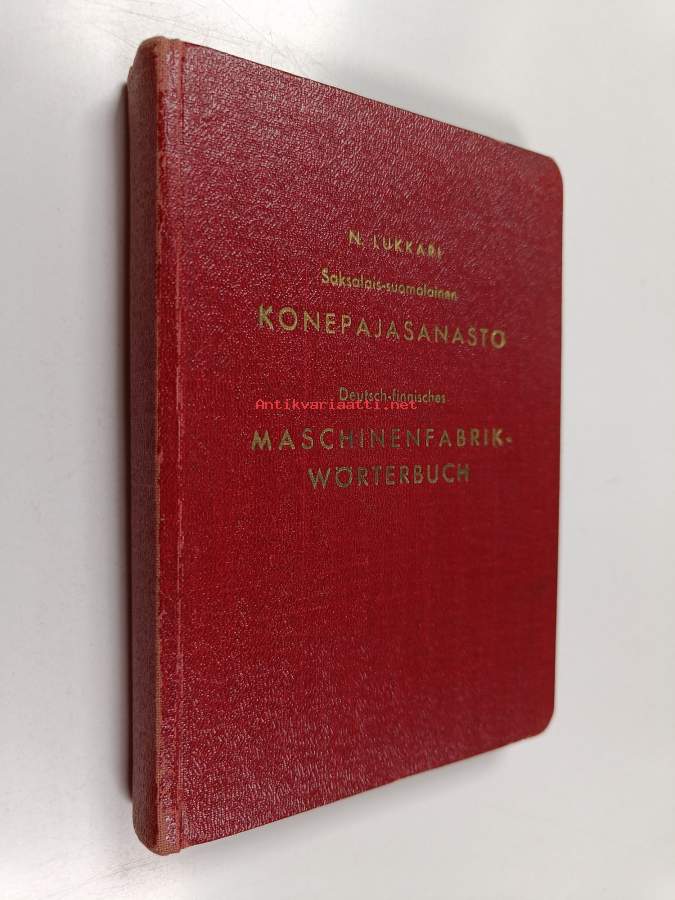 N. LUKKARI
Saksalais-suomalainen
KONEPAJASANASTO
Deutsch-finnisches
Antikvariaatti.net
MASCHINENFABRIK-
WÖRTERBUCH